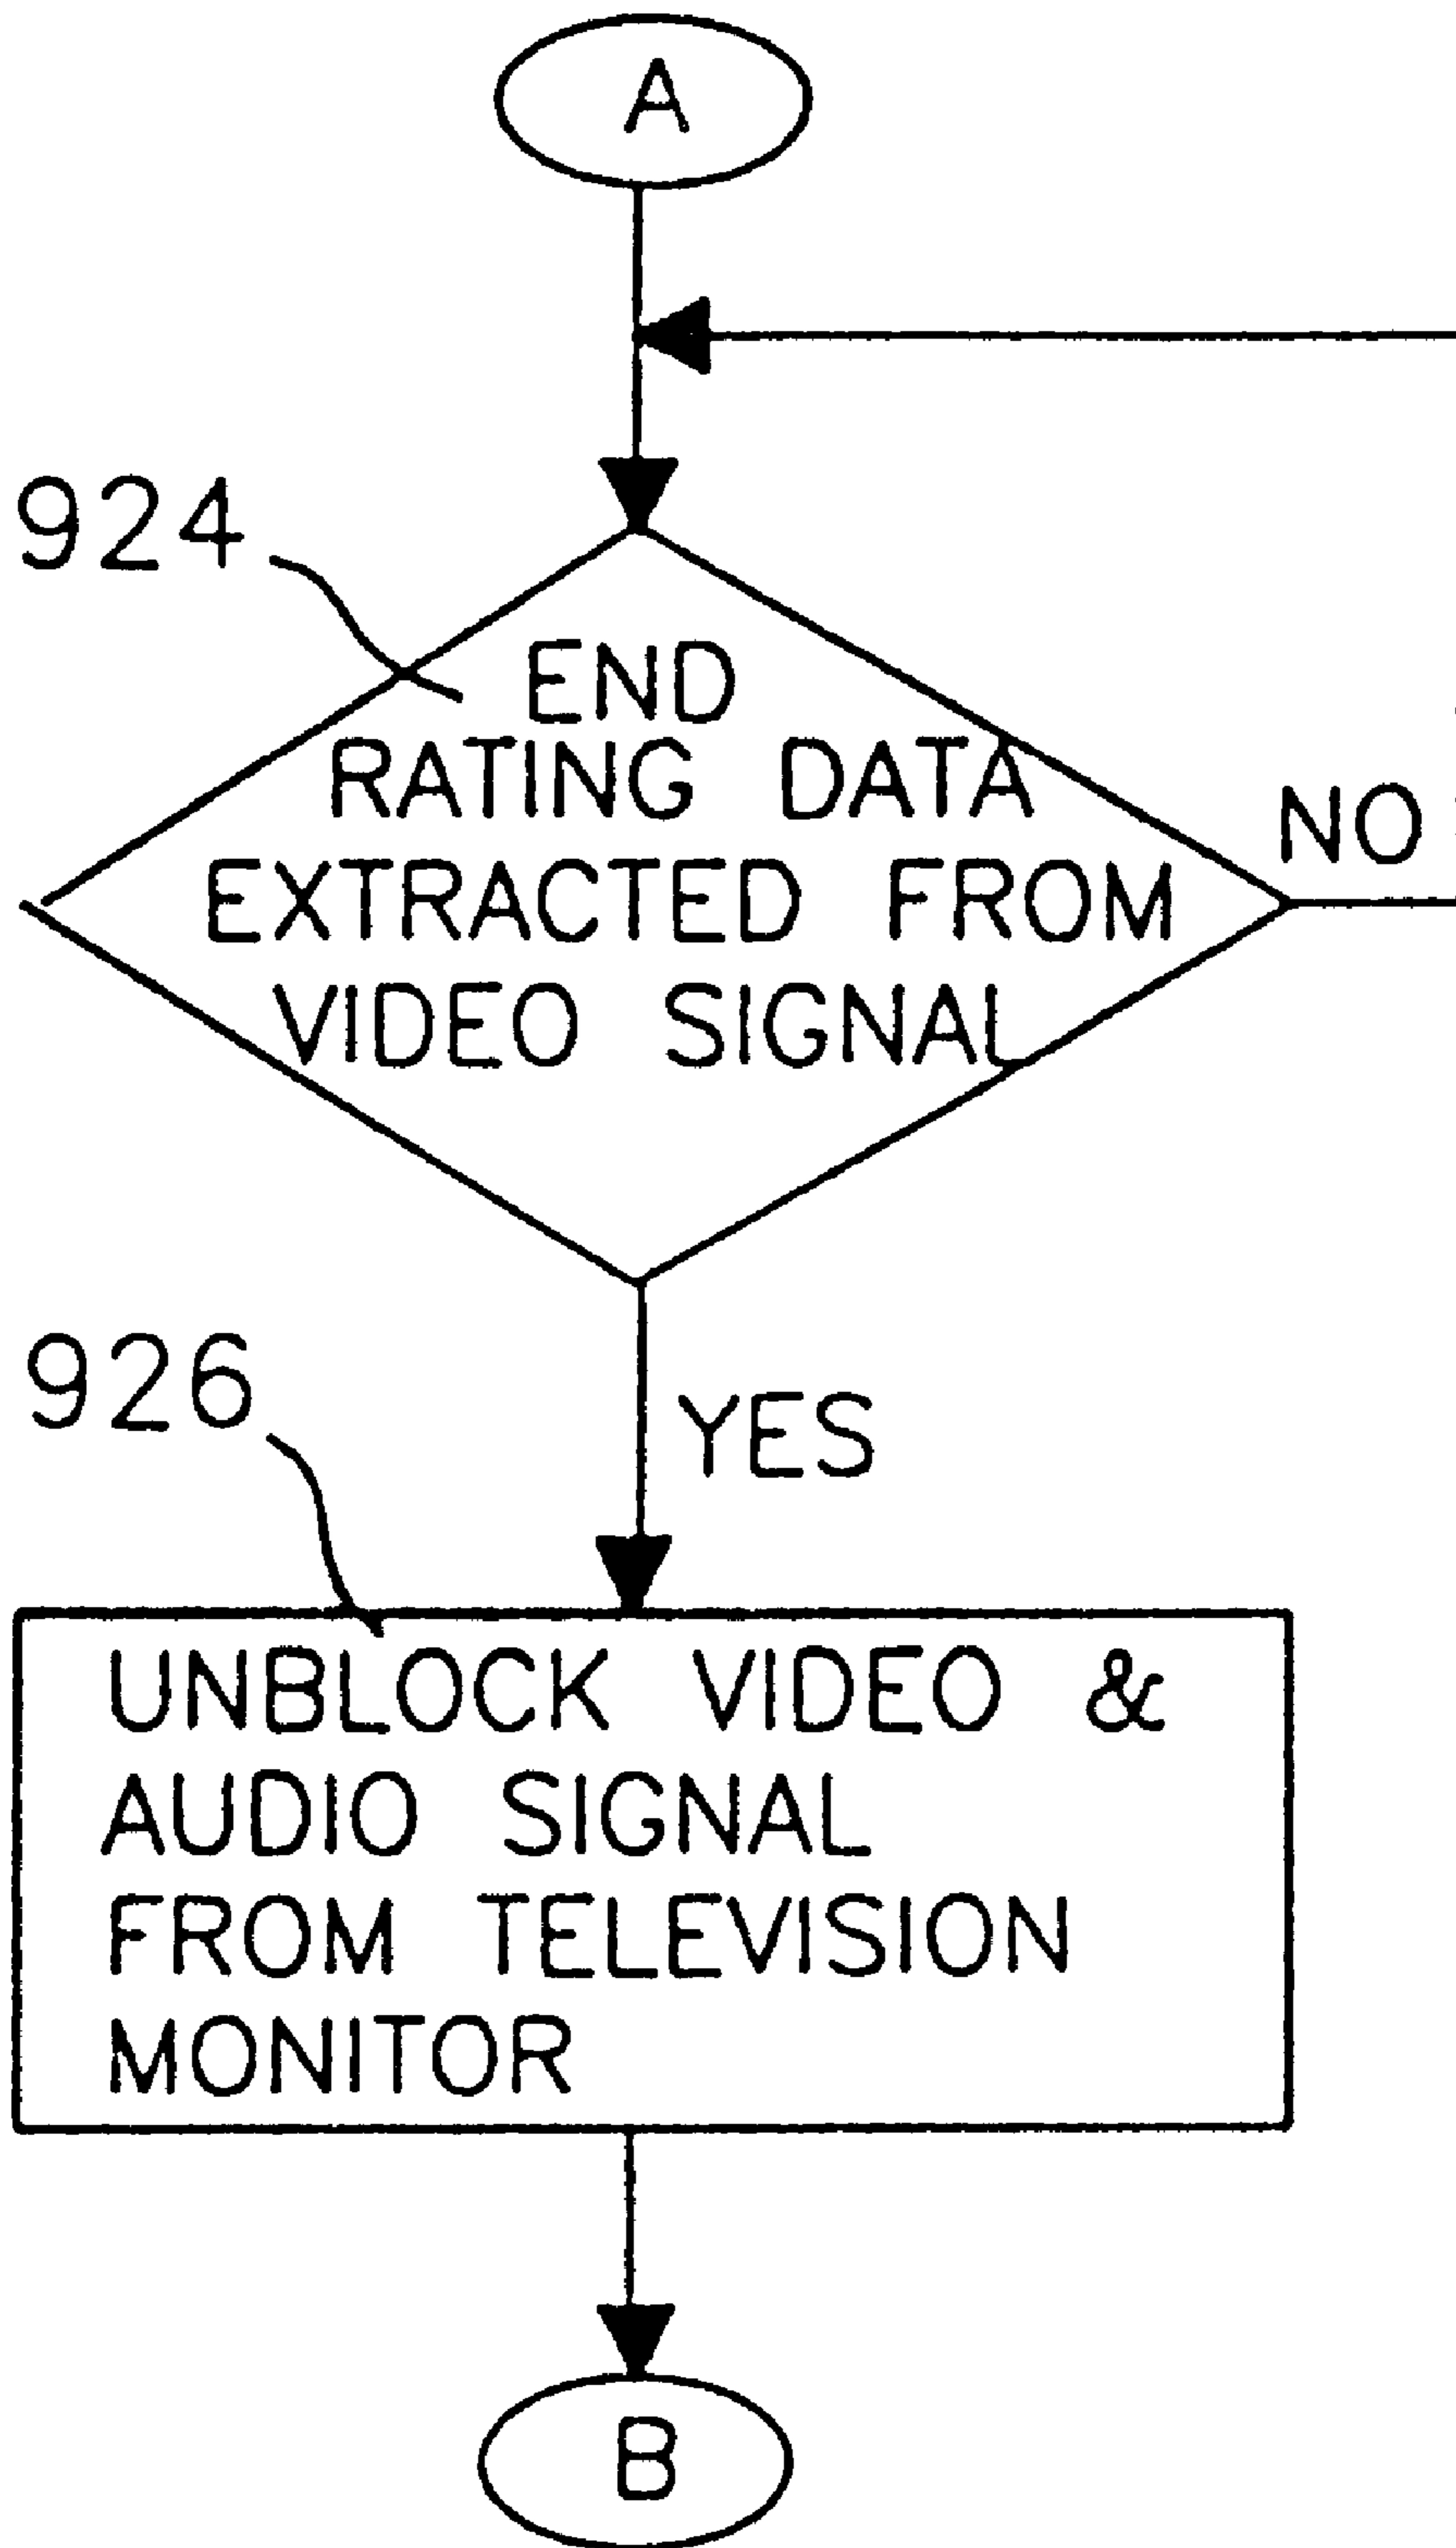 A
924
END
RATING DATA
EXTRACTED FROM
VIDEO SIGNAL
NO
926
YES
UNBLOCK VIDEO &
AUDIO SIGNAL
FROM TELEVISION
MONITOR
B